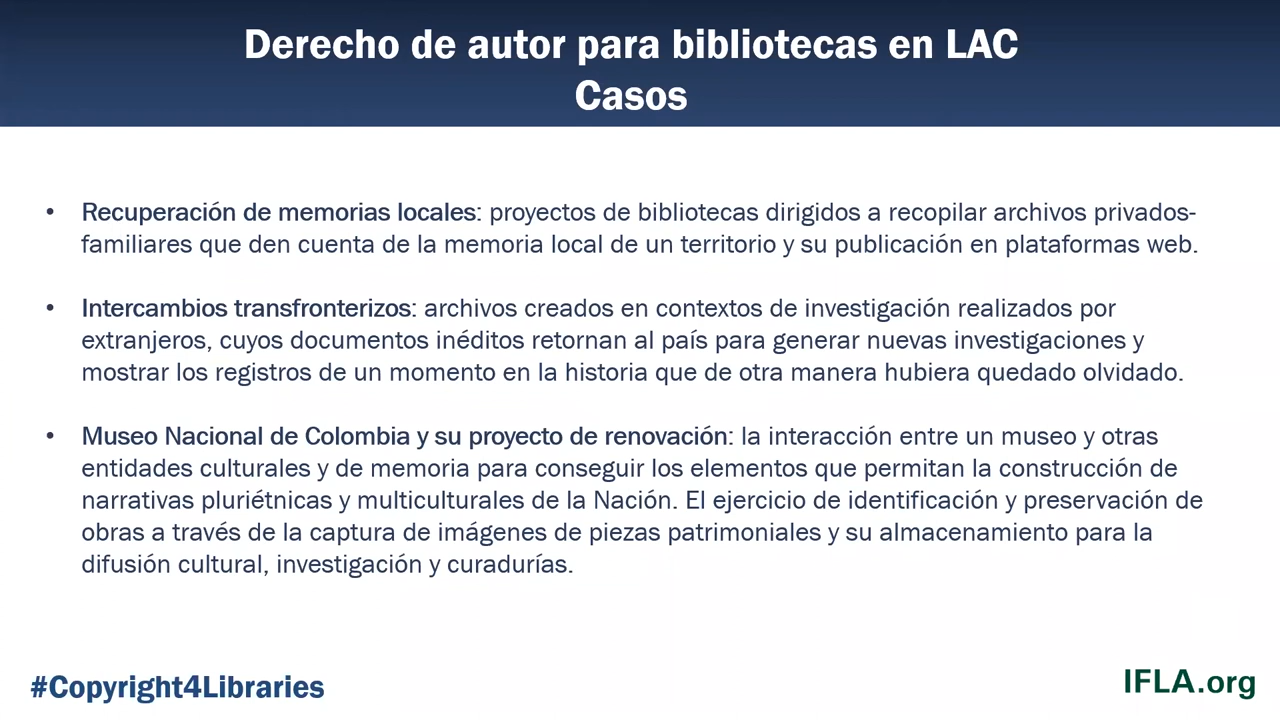 Derecho de autor para bibliotecas en LAC
Casos
• Recuperación de memorias locales: proyectos de bibliotecas dirigidos a recopilar archivos privados-
familiares que den cuenta de la memoria local de un territorio y su publicación en plataformas web.
• Intercambios transfronterizos: archivos creados en contextos de investigación realizados por
extranjeros, cuyos documentos inéditos retornan al país para generar nuevas investigaciones y
mostrar los registros de un momento en la historia que de otra manera hubiera quedado olvidado.
• Museo Nacional de Colombia y su proyecto de renovación: la interacción entre un museo y otras
entidades culturales y de memoria para conseguir los elementos que permitan la construcción de
narrativas pluriétnicas y multiculturales de la Nación. El ejercicio de identificación y preservación de
obras a través de la captura de imágenes de piezas patrimoniales y su almacenamiento para la
difusión cultural, investigación y curadurías.
#Copyright4Libraries
IFLA.org